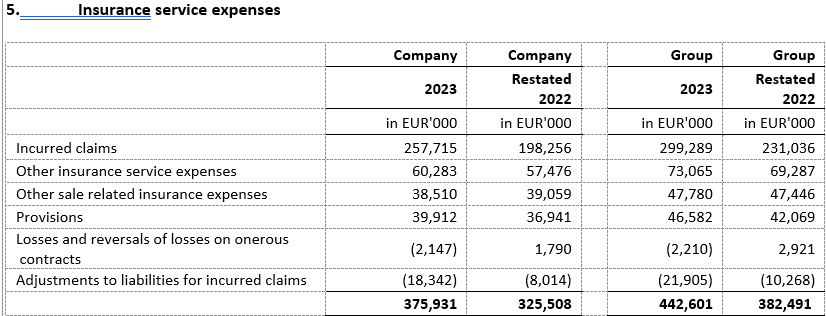 5. Insurance service expenses
Company Company Group Group
2023 Restated 2022 2023 Restated 2022
in EUR'000 in EUR'000 in EUR'000 in EUR'000
Incurred claims 257,715 198,256 299,289 231,036
Other insurance service expenses 60,283 57,476 73,065 69,287
Other sale related insurance expenses 38,510 39,059 47,780 47,446
Provisions 39,912 36,941 46,582 42,069
Losses and reversals of losses on onerous
contracts (2,147) 1,790 (2,210) 2,921
Adjustments to liabilities for incurred claims (18,342) (8,014) (21,905) (10,268)
375,931 325,508 442,601 382,491